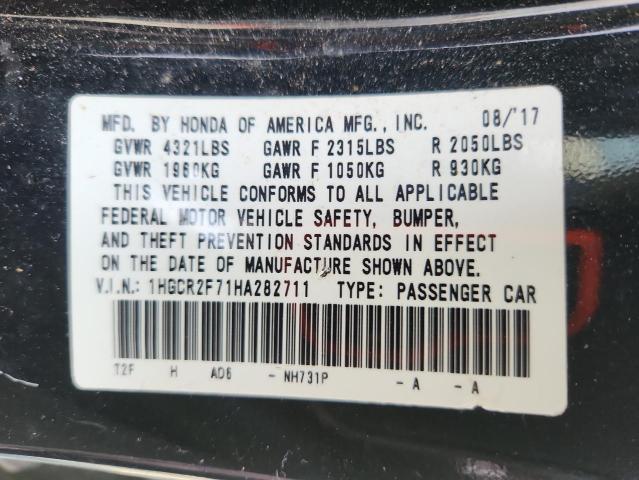 MFD. BY HONDA OF AMERICA MFG., INC. 08/'17
GVWR 4321LBS GAWR F 2315LBS R 2050LBS
GVWR 1960KG GAWR F 1050KG R 930KG
THIS VEHICLE CONFORMS TO ALL APPLICABLE
FEDERAL MOTOR VEHICLE SAFETY, BUMPER,
AND THEFT PREVENTION STANDARDS IN EFFECT
ON THE DATE OF MANUFACTURE SHOWN ABOVE.
V.I.N.: 1HGCR2F71HA282711 TYPE: PASSENGER CAR
T2F H AD6 - NH731P - A - A